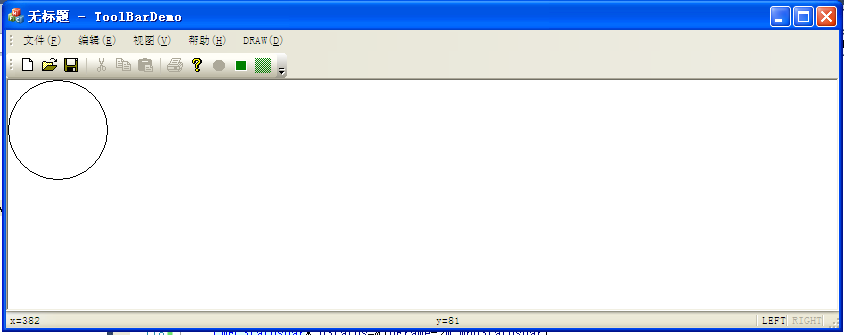 无标题 - ToolBarDemo
文件(F) 编辑(E) 视图(V) 帮助(H) DRAW(D)
x=382 y=81 LEFT RIGHT